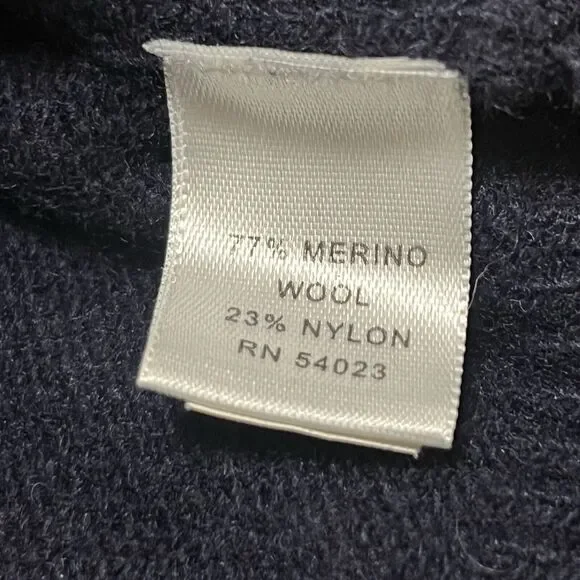 77% MERINO
WOOL
23% NYLON
RN 54023